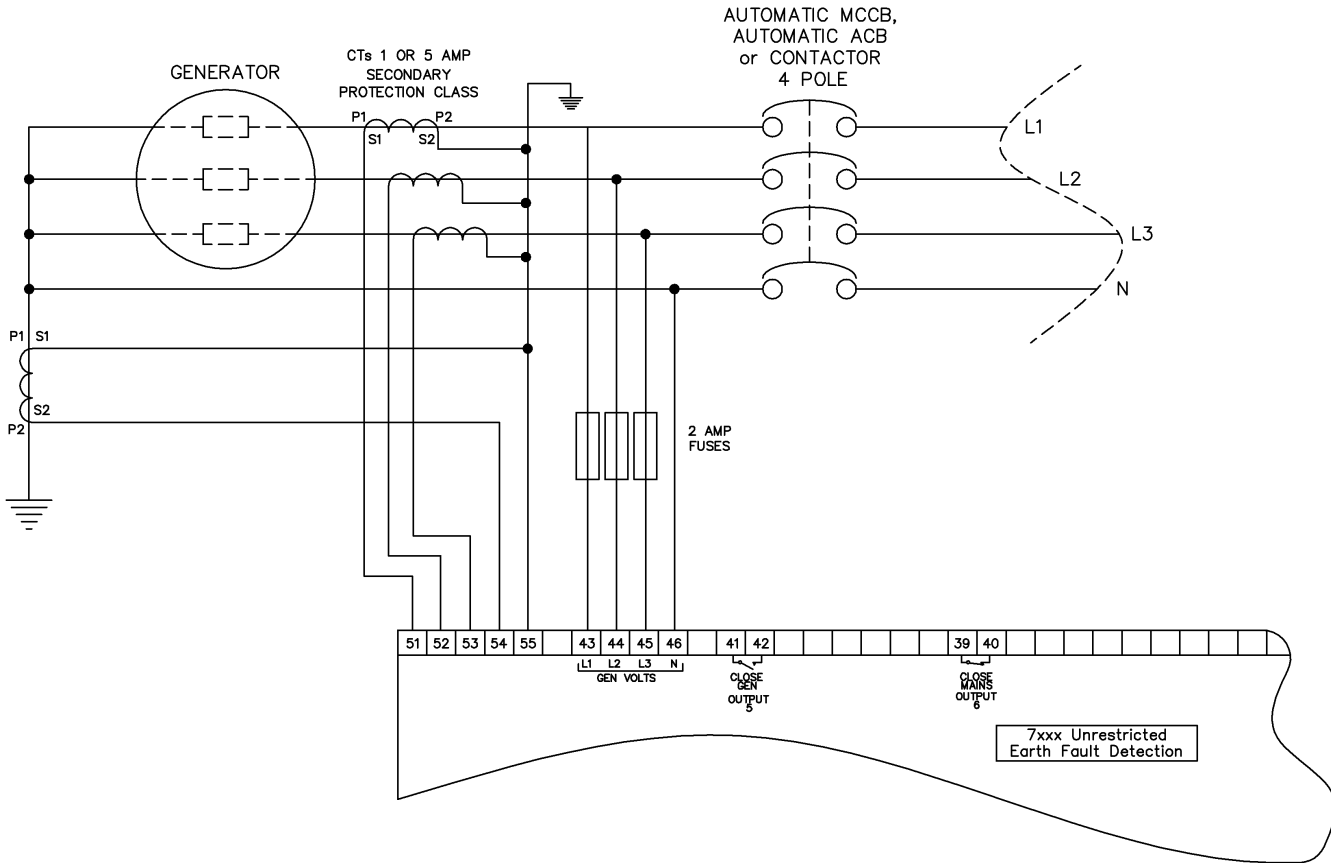 AUTOMATIC MCCB,
AUTOMATIC ACB
or CONTACTOR
4 POLE
CTs 1 OR 5 AMP
SECONDARY
PROTECTION CLASS
GENERATOR
P1
P2
S1
S2
L1
L2
L3
N
P1
S1
S2
P2
2 AMP
FUSES
51 52 53 54 55 43 44 45 46 41 42 39 40
L1 L2 L3 N
GEN VOLTS
CLOSE
GEN
OUTPUT
5
CLOSE
MAINS
OUTPUT
6
7xxx Unrestricted
Earth Fault Detection